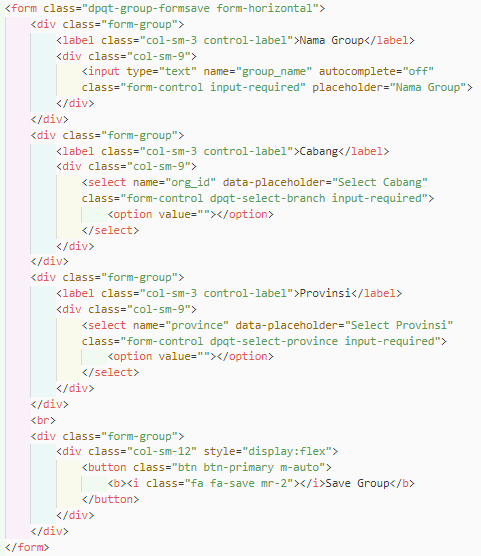 <form class="dpqt-group-formsave form-horizontal">
    <div class="form-group">
        <label class="col-sm-3 control-label">Nama Group</label>
        <div class="col-sm-9">
            <input type="text" name="group_name" autocomplete="off"
            class="form-control input-required" placeholder="Nama Group">
        </div>
    </div>
    <div class="form-group">
        <label class="col-sm-3 control-label">Cabang</label>
        <div class="col-sm-9">
            <select name="org_id" data-placeholder="Select Cabang"
            class="form-control dpqt-select-branch input-required">
                <option value=""></option>
            </select>
        </div>
    </div>
    <div class="form-group">
        <label class="col-sm-3 control-label">Provinsi</label>
        <div class="col-sm-9">
            <select name="province" data-placeholder="Select Provinsi"
            class="form-control dpqt-select-province input-required">
                <option value=""></option>
            </select>
        </div>
    </div>
    <br>
    <div class="form-group">
        <div class="col-sm-12" style="display:flex">
            <button class="btn btn-primary m-auto">
                <b><i class="fa fa-save mr-2"></i>Save Group</b>
            </button>
        </div>
    </div>
</form>